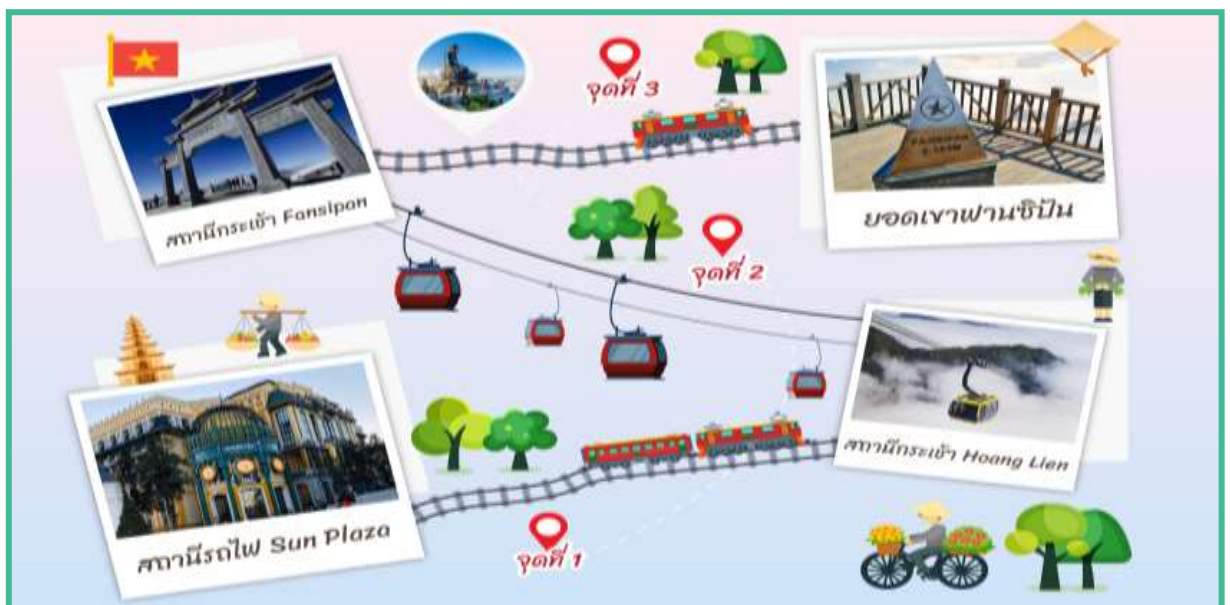 จุดที่ 3
สถานีกระเช้า Fansipan
FANSIPAN
3.143M
ยอดเขาฟานซิปัน
จุดที่ 2
สถานีกระเช้า Hoang Lien
สถานีรถไฟ Sun Plaza
จุดที่ 1